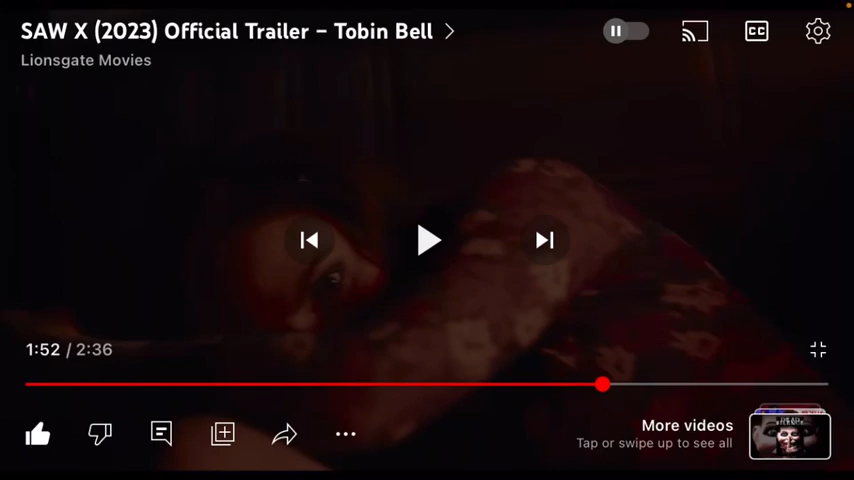 SAW X (2023) Official Trailer – Tobin Bell
CC
Lionsgate Movies
1:52 / 2:36
More videos
Tap or swipe up to see all